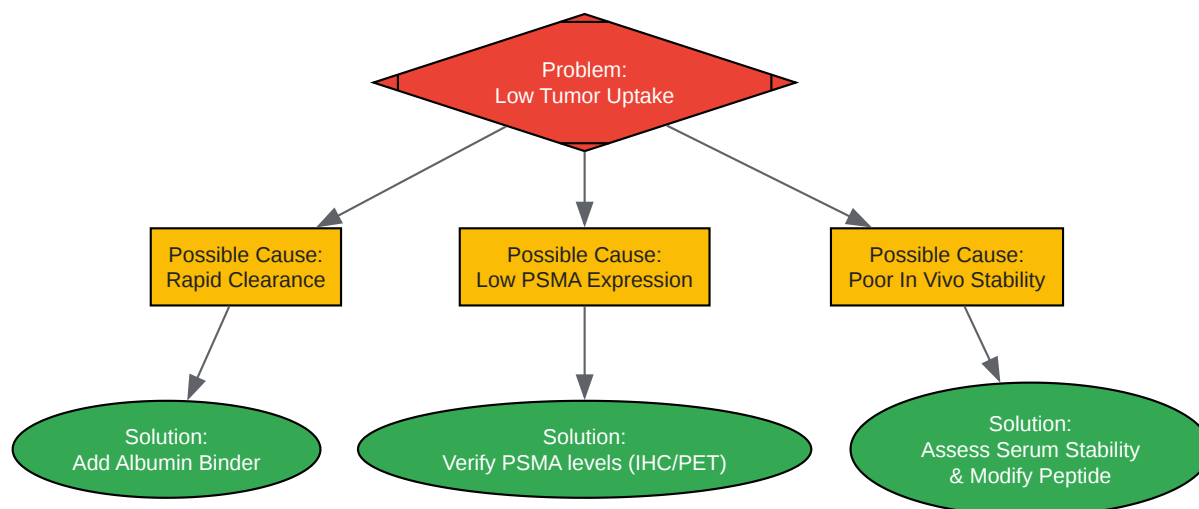 Problem:
Low Tumor Uptake
Possible Cause:
Rapid Clearance
Possible Cause:
Low PSMA Expression
Possible Cause:
Poor In Vivo Stability
Solution:
Add Albumin Binder
Solution:
Verify PSMA levels (IHC/PET)
Solution:
Assess Serum Stability
& Modify Peptide